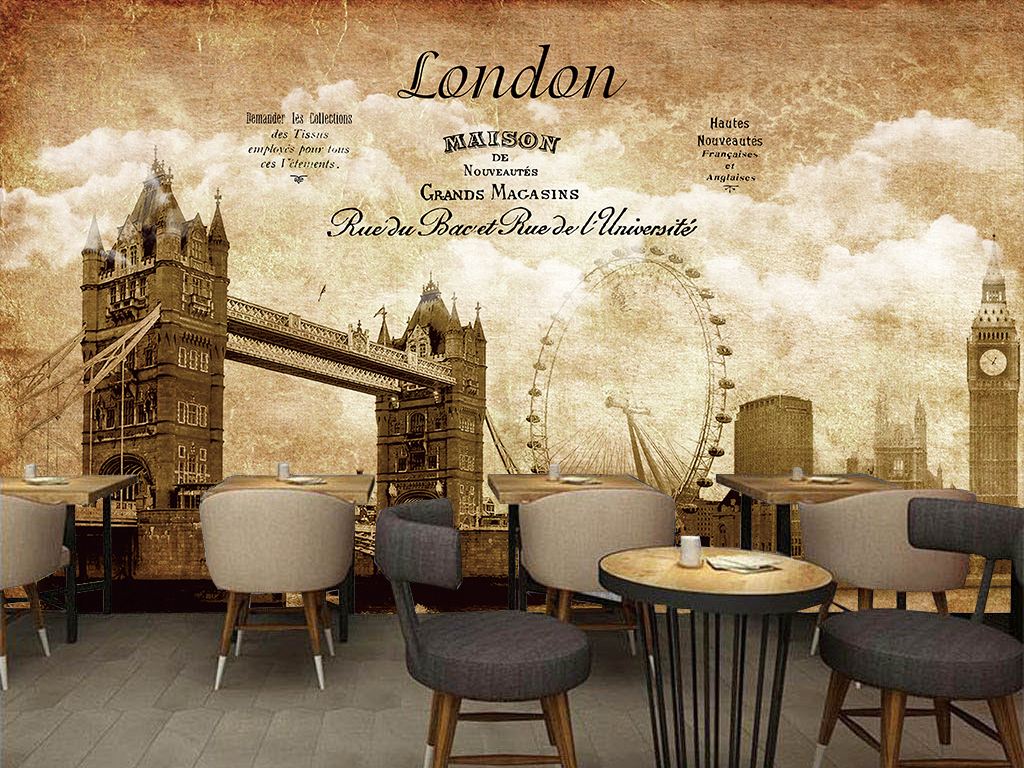 London
Demander les Collections
des Tissus
employés pour tous
ces Vêtements.
MAISON
DE
NOUVEAUTÉS
GRANDS MAGASINS
Rue du Bac et Rue de l'Université
Hautes
Nouveautés
Françaises
et
Anglaises